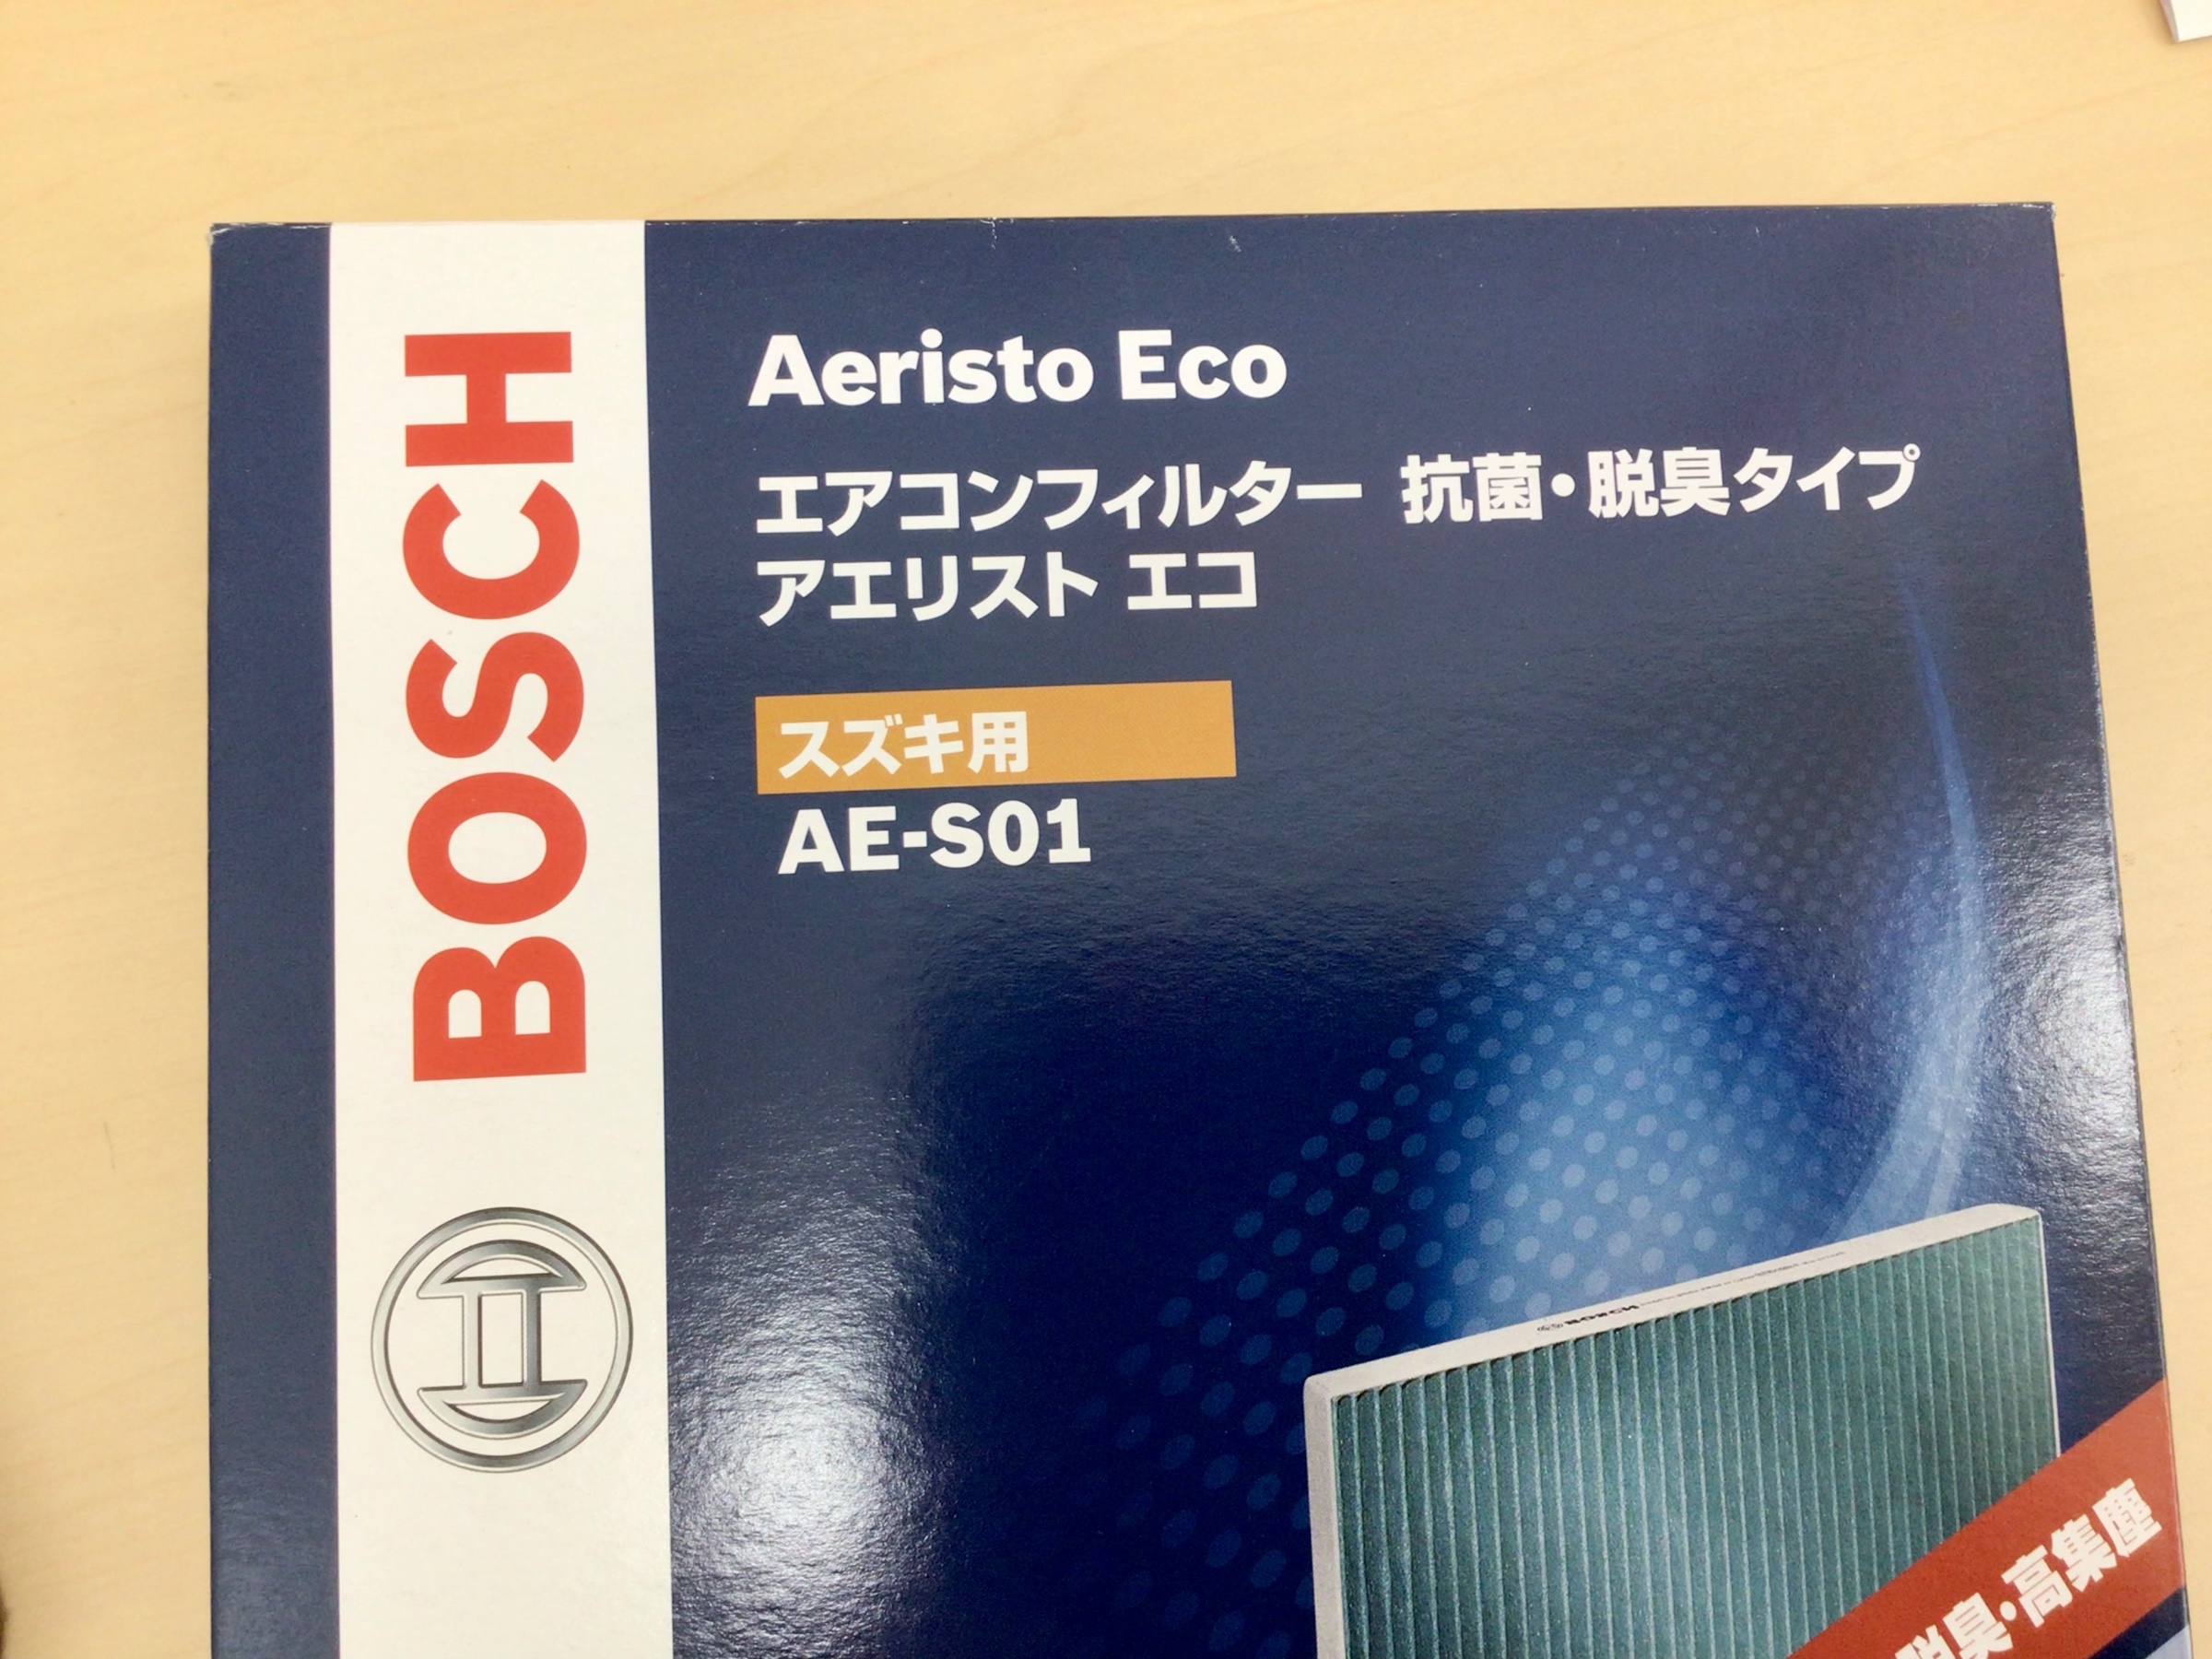 BOSCH
Aeristo Eco
エアコンフィルター 抗菌・脱臭タイプ
アエリスト エコ
スズキ用
AE-S01
BOSCH
脱臭・高集塵